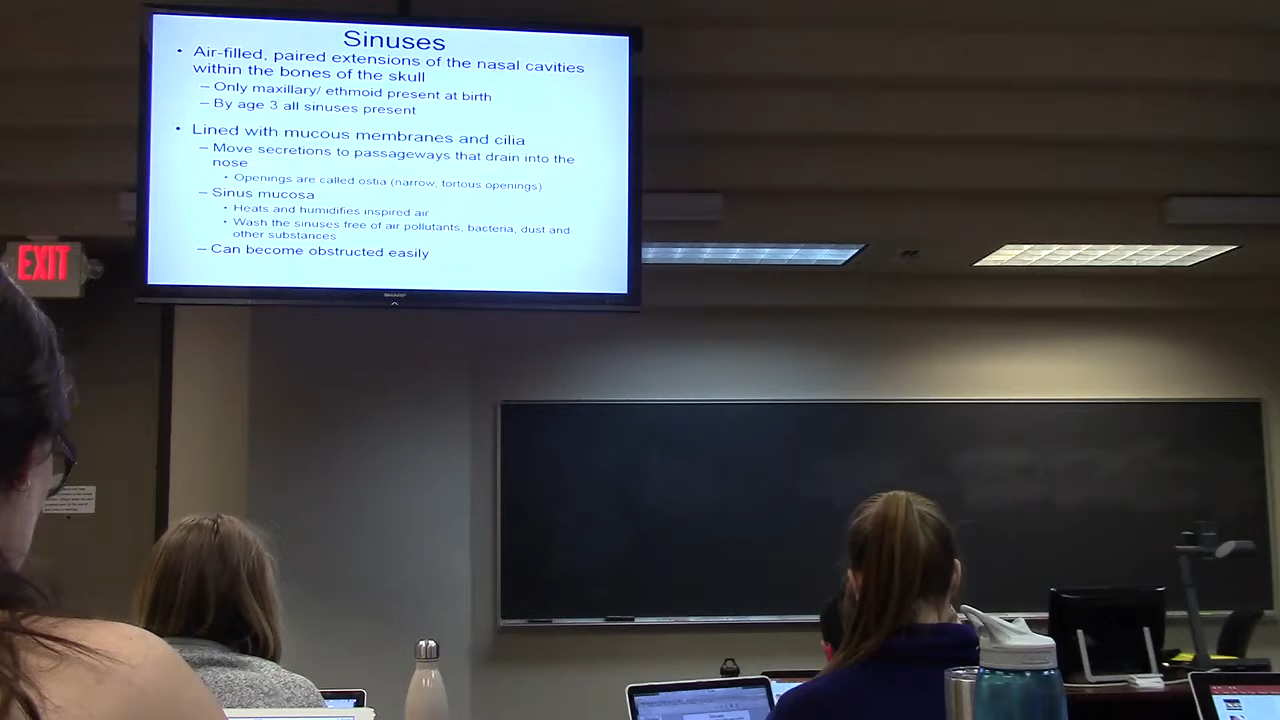 Sinuses
• Air-filled, paired extensions of the nasal cavities
within the bones of the skull
– Only maxillary/ ethmoid present at birth
– By age 3 all sinuses present
• Lined with mucous membranes and cilia
– Move secretions to passageways that drain into the
nose
• Openings are called ostia (narrow, tortous openings)
– Sinus mucosa
• Heats and humidifies inspired air
• Wash the sinuses free of air pollutants, bacteria, dust and
other substances
– Can become obstructed easily
SHARP
EXIT